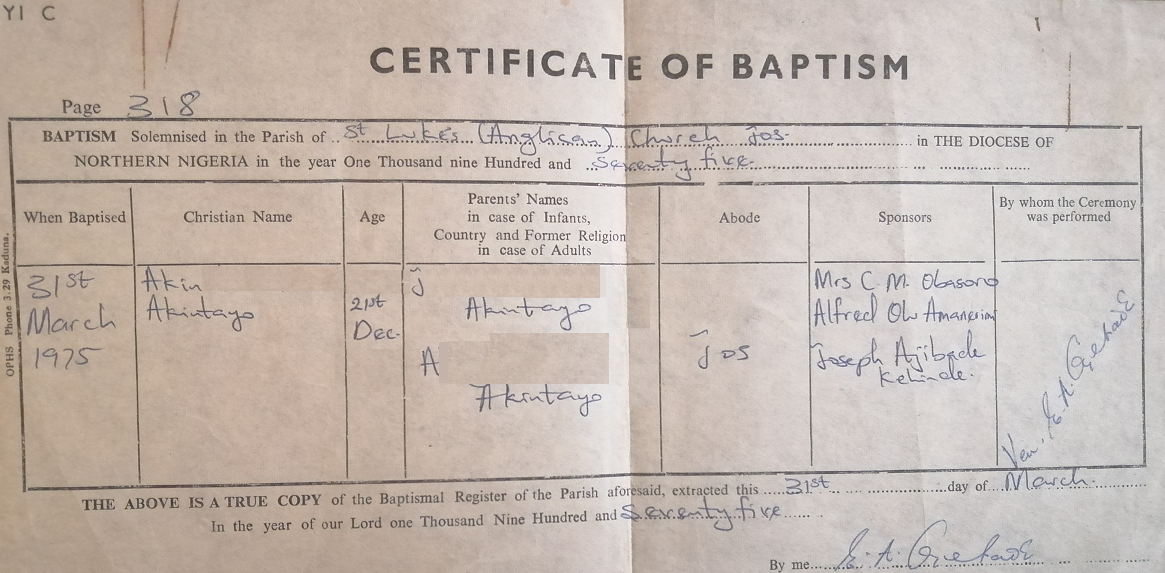 YI C
CERTIFICATE OF BAPTISM
Page 318
BAPTISM Solemnised in the Parish of St Luke's (Anglican) Church Jos. in THE DIOCESE OF
NORTHERN NIGERIA in the year One Thousand nine Hundred and Seventy five
When Baptised
Christian Name
Age
Parents' Names
in case of Infants,
Country and Former Religion
in case of Adults
Abode
Sponsors
By whom the Ceremony
was performed
31st
March
1975
Akin
Akintayo
21st
Dec.
J
Akintayo
A
Akintayo
Jos
Mrs C. M. Obasoro
Alfred Olu
Joseph Ajibade
Kehinde.
Ven. E. A.
OPHS Phone 3:29 Kaduna.
THE ABOVE IS A TRUE COPY of the Baptismal Register of the Parish aforesaid, extracted this 31st day of March.
In the year of our Lord one Thousand Nine Hundred and Seventy five
By me E. A.